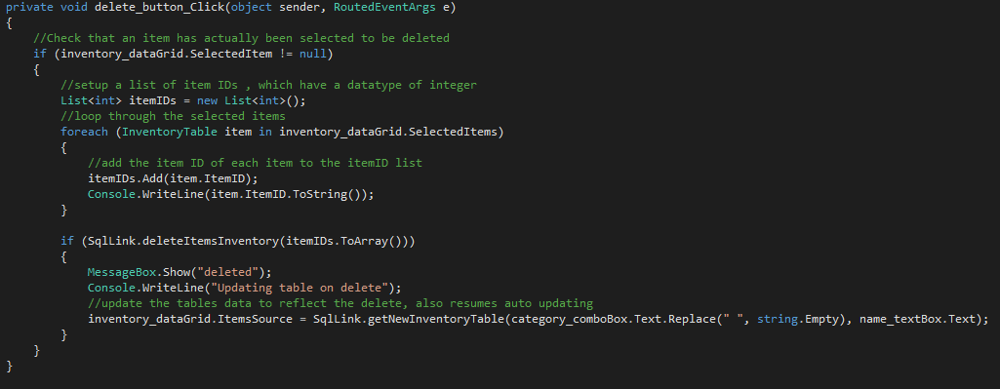 private void delete_button_Click(object sender, RoutedEventArgs e)
{
    //Check that an item has actually been selected to be deleted
    if (inventory_dataGrid.SelectedItem != null)
    {
        //setup a list of item IDs , which have a datatype of integer
        List<int> itemIDs = new List<int>();
        //loop through the selected items
        foreach (InventoryTable item in inventory_dataGrid.SelectedItems)
        {
            //add the item ID of each item to the itemID list
            itemIDs.Add(item.ItemID);
            Console.WriteLine(item.ItemID.ToString());
        }

        if (SqlLink.deleteItemsInventory(itemIDs.ToArray()))
        {
            MessageBox.Show("deleted");
            Console.WriteLine("Updating table on delete");
            //update the tables data to reflect the delete, also resumes auto updating
            inventory_dataGrid.ItemsSource = SqlLink.getNewInventoryTable(category_comboBox.Text.Replace(" ", string.Empty), name_textBox.Text);
        }
    }
}